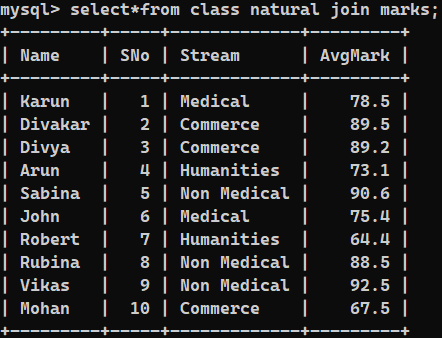 mysql> select*from class natural join marks;
+---------+-----+-------------+---------+
| Name    | SNo | Stream      | AvgMark |
+---------+-----+-------------+---------+
| Karun   |   1 | Medical     |    78.5 |
| Divakar |   2 | Commerce    |    89.5 |
| Divya   |   3 | Commerce    |    89.2 |
| Arun    |   4 | Humanities  |    73.1 |
| Sabina  |   5 | Non Medical |    90.6 |
| John    |   6 | Medical     |    75.4 |
| Robert  |   7 | Humanities  |    64.4 |
| Rubina  |   8 | Non Medical |    88.5 |
| Vikas   |   9 | Non Medical |    92.5 |
| Mohan   |  10 | Commerce    |    67.5 |
+---------+-----+-------------+---------+